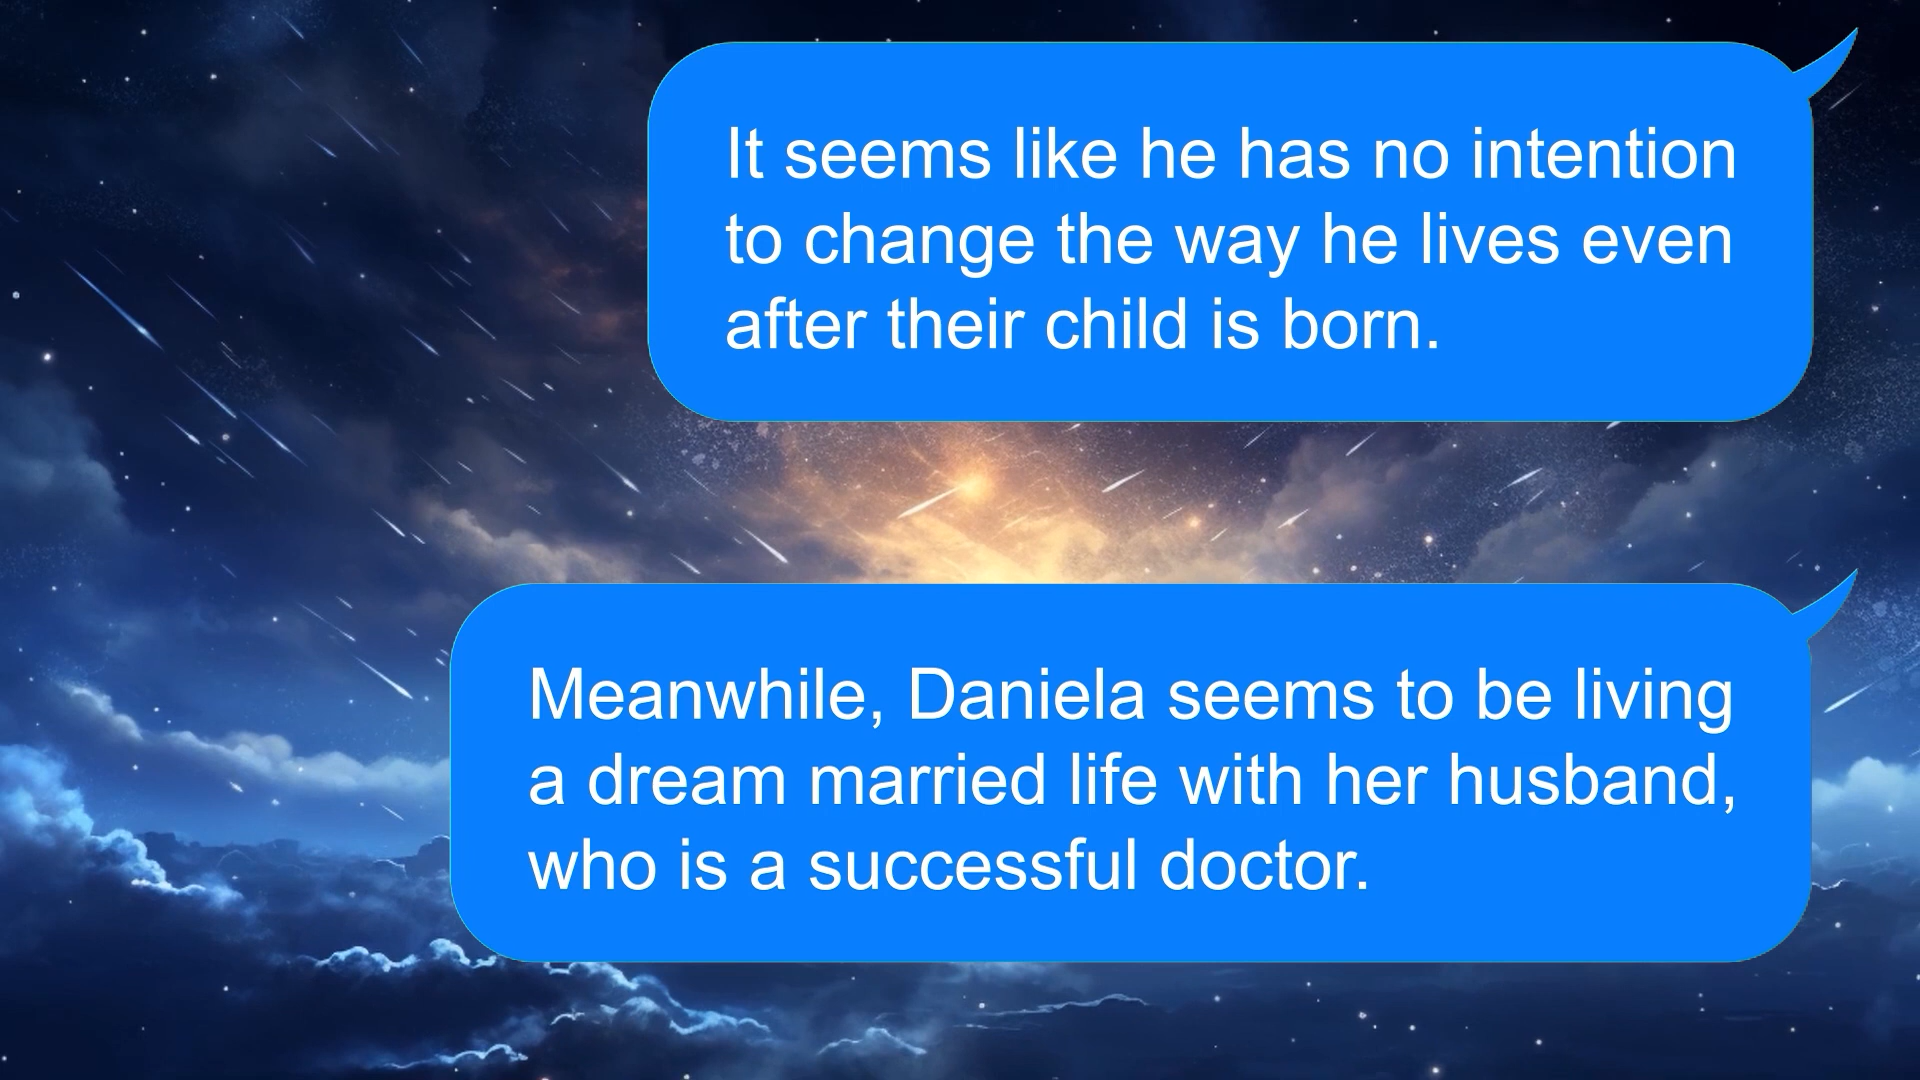 It seems like he has no intention
to change the way he lives even
after their child is born.
Meanwhile, Daniela seems to be living
a dream married life with her husband,
who is a successful doctor.